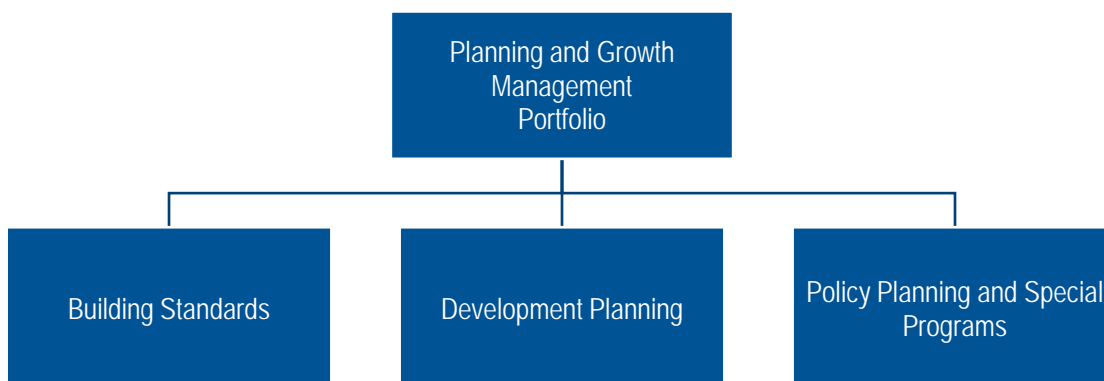 Planning and Growth
Management
Portfolio
Building Standards
Development Planning
Policy Planning and Special
Programs